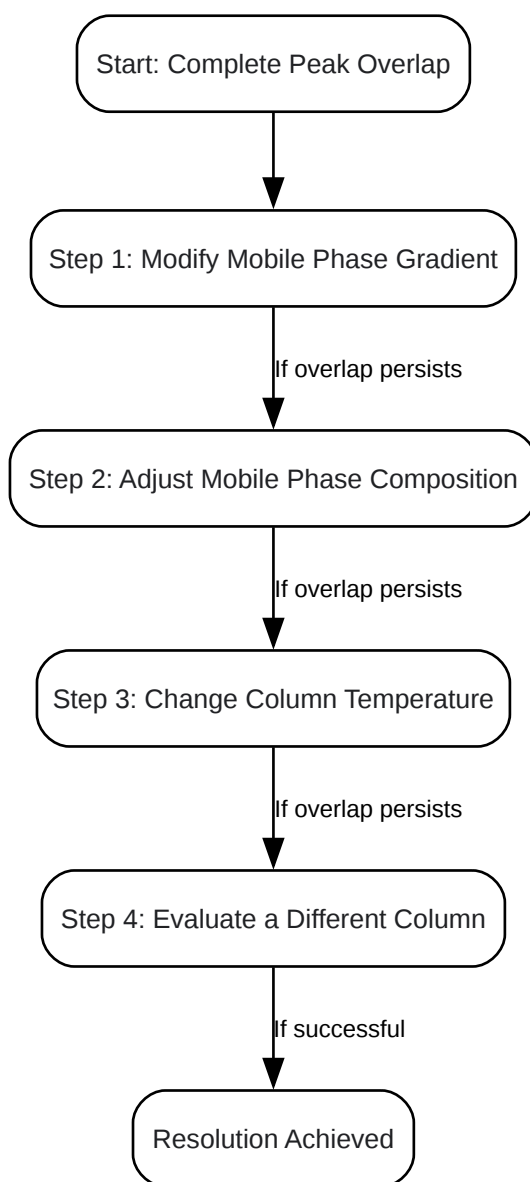 Start: Complete Peak Overlap
Step 1: Modify Mobile Phase Gradient
If overlap persists
Step 2: Adjust Mobile Phase Composition
If overlap persists
Step 3: Change Column Temperature
If overlap persists
Step 4: Evaluate a Different Column
If successful
Resolution Achieved